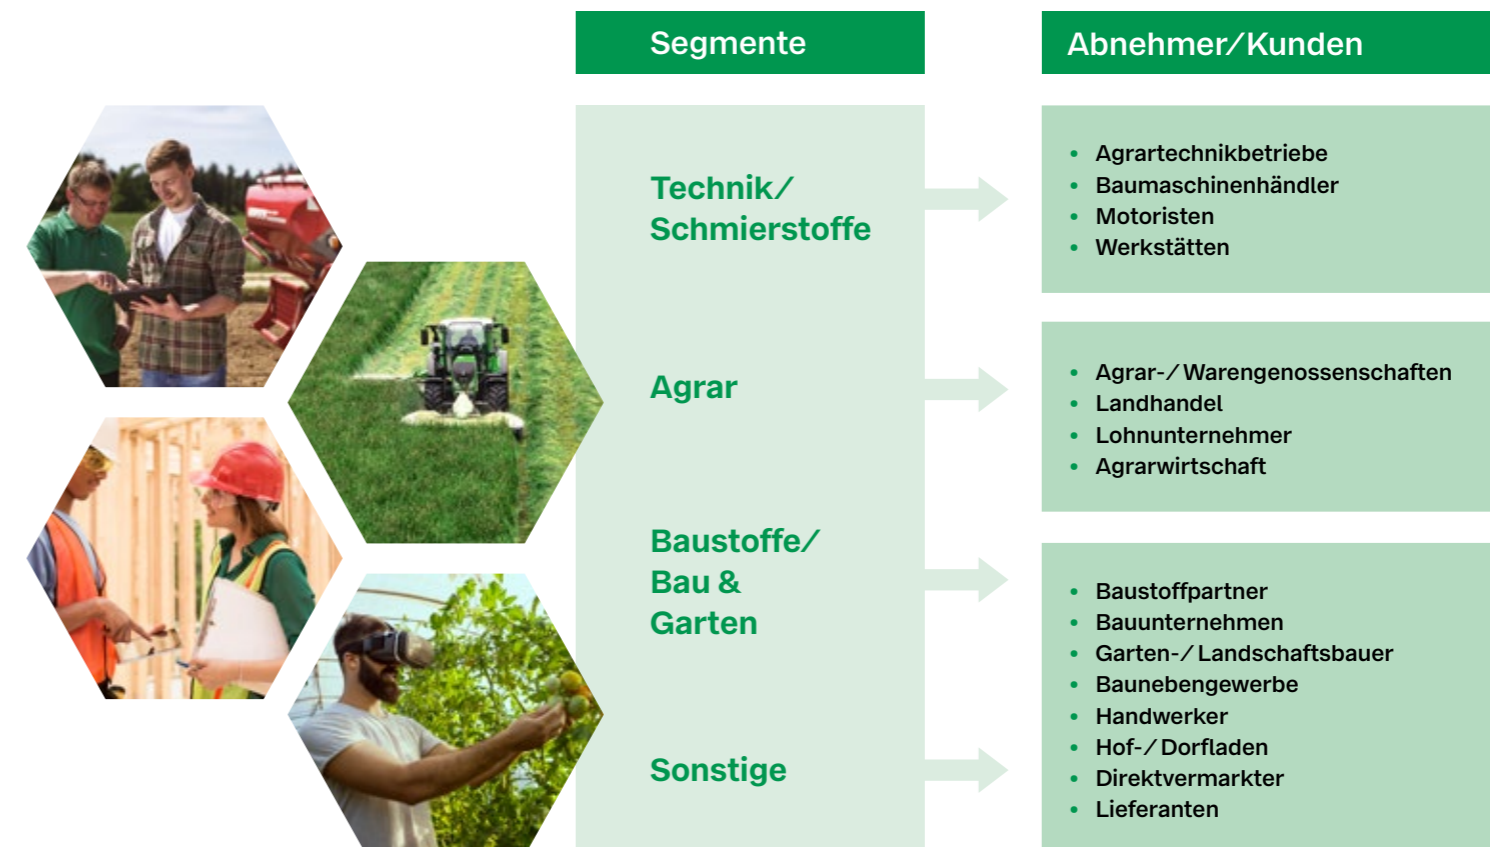 Segmente
Abnehmer/Kunden
Technik/
Schmierstoffe
• Agrartechnikbetriebe
• Baumaschinenhändler
• Motoristen
• Werkstätten
Agrar
• Agrar-/Warengenossenschaften
• Landhandel
• Lohnunternehmer
• Agrarwirtschaft
Baustoffe/
Bau &
Garten
Sonstige
• Baustoffpartner
• Bauunternehmen
• Garten-/Landschaftsbauer
• Baunebengewerbe
• Handwerker
• Hof-/Dorfladen
• Direktvermarkter
• Lieferanten